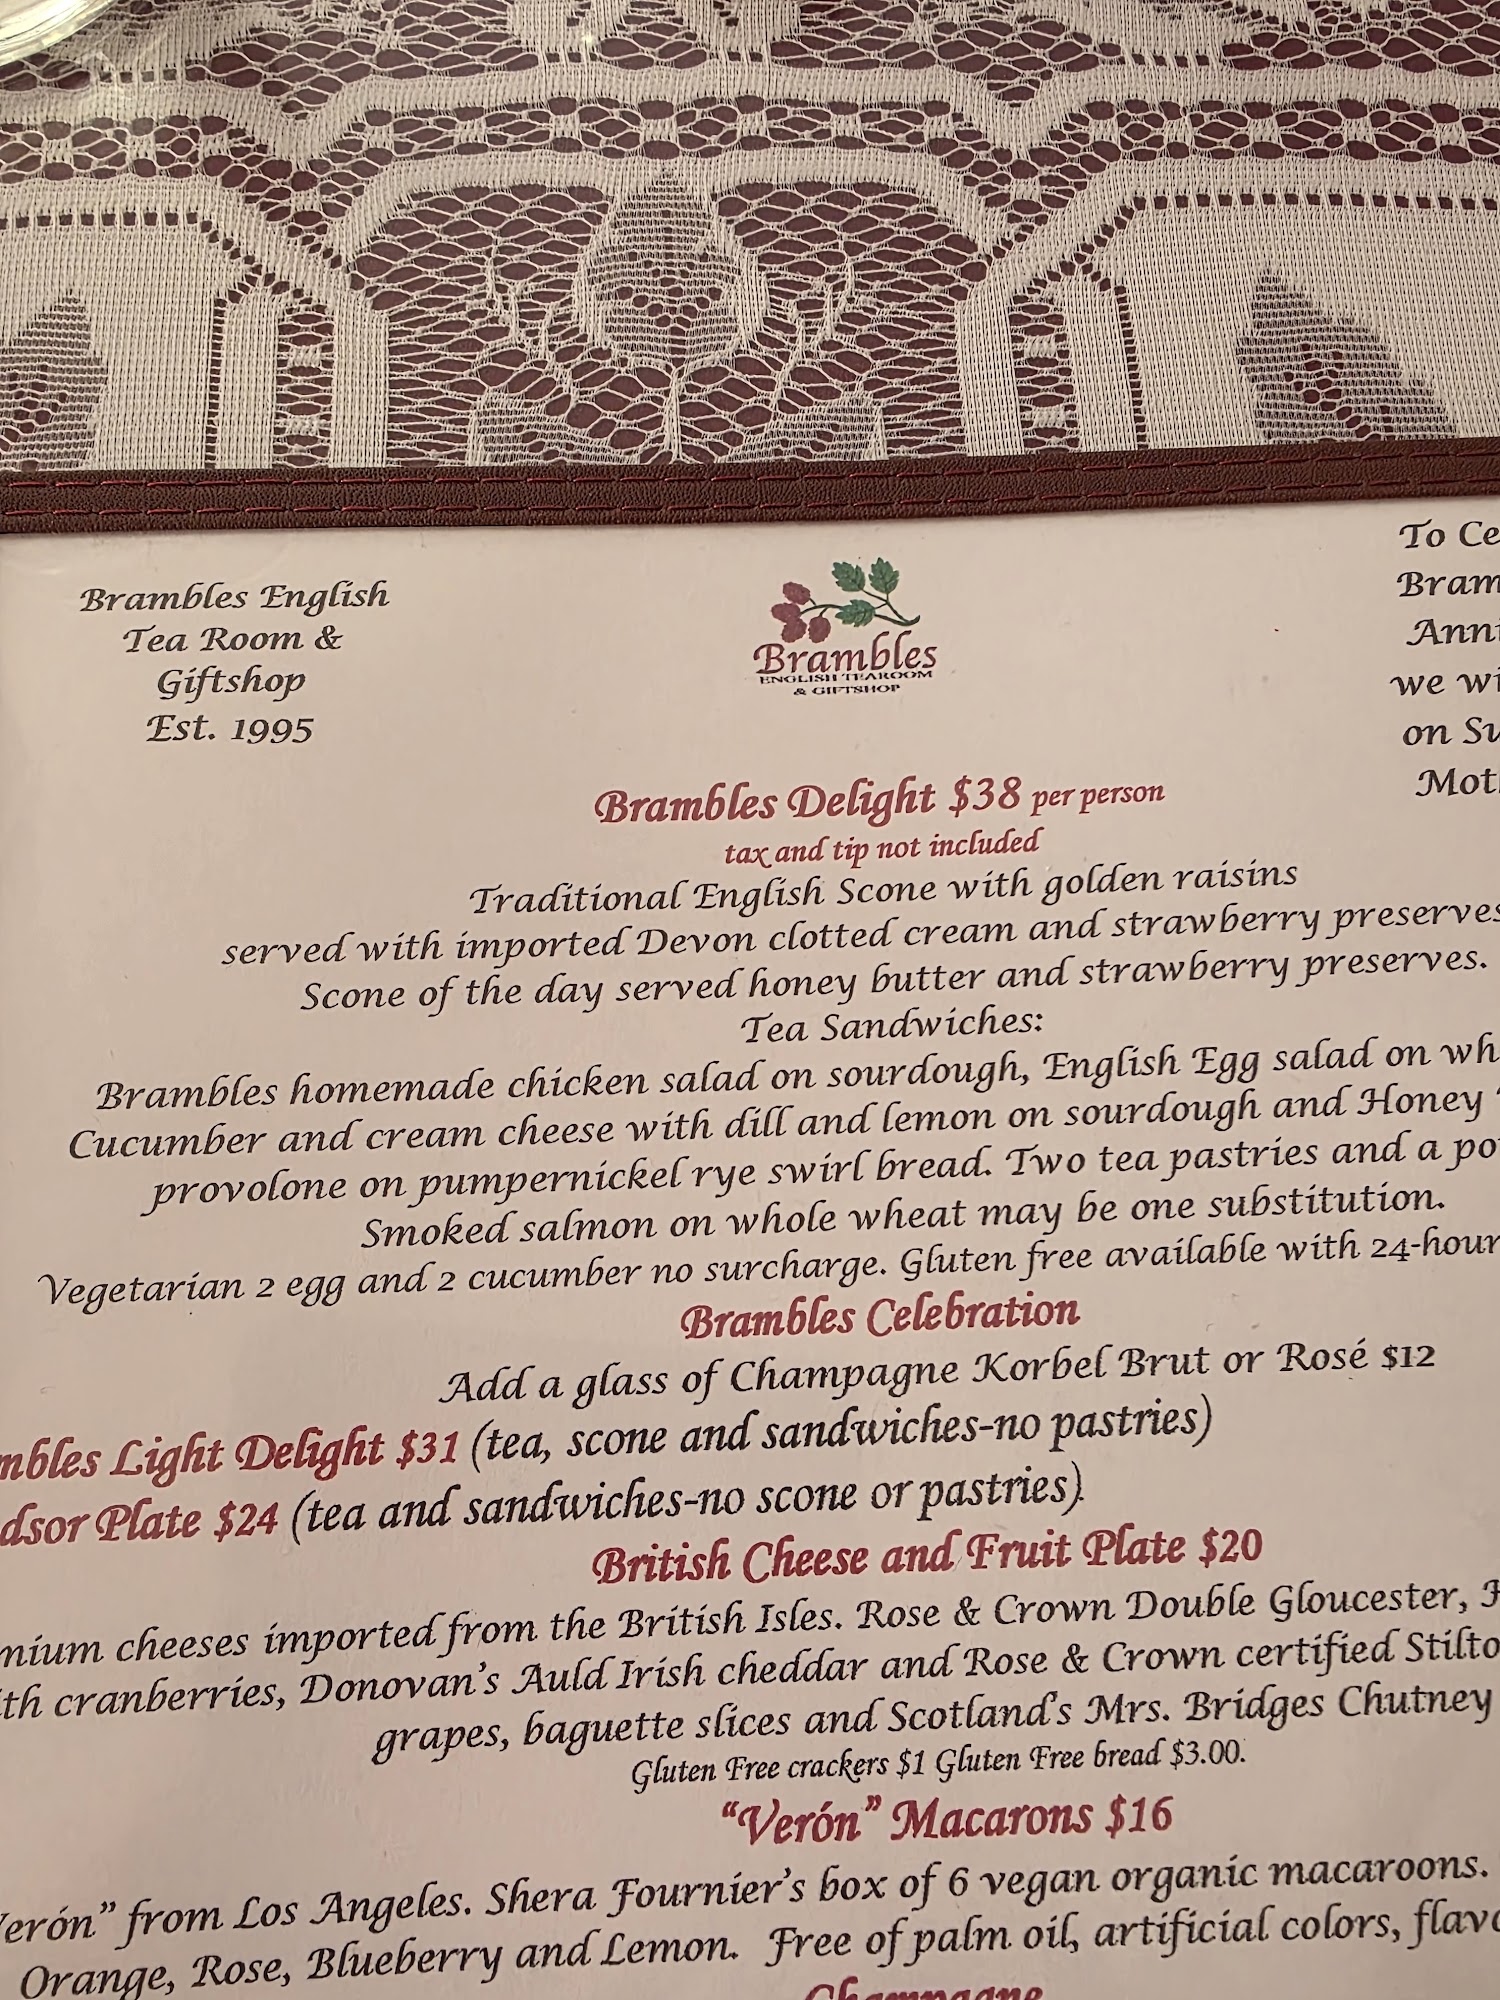 Brambles English
Tea Room &
Giftshop
Est. 1995
Brambles
ENGLISH TEAROOM
& GIFTSHOP
To Ce
Bram
Anni
we wi
on Su
Mot
Brambles Delight $38 per person
tax and tip not included
Traditional English Scone with golden raisins
served with imported Devon clotted cream and strawberry preserves
Scone of the day served honey butter and strawberry preserves.
Tea Sandwiches:
Brambles homemade chicken salad on sourdough, English Egg salad on wh
Cucumber and cream cheese with dill and lemon on sourdough and Honey
provolone on pumpernickel rye swirl bread. Two tea pastries and a po
Smoked salmon on whole wheat may be one substitution.
Vegetarian 2 egg and 2 cucumber no surcharge. Gluten free available with 24-hour
Brambles Celebration
Add a glass of Champagne Korbel Brut or Rosé $12
mbles Light Delight $31 (tea, scone and sandwiches-no pastries)
dsor Plate $24 (tea and sandwiches-no scone or pastries).
British Cheese and Fruit Plate $20
mium cheeses imported from the British Isles. Rose & Crown Double Gloucester,
ith cranberries, Donovan's Auld Irish cheddar and Rose & Crown certified Stilto
grapes, baguette slices and Scotland's Mrs. Bridges Chutney
Gluten Free crackers $1 Gluten Free bread $3.00.
"Verón" Macarons $16
erón" from Los Angeles. Shera Fournier's box of 6 vegan organic macaroons.
Orange, Rose, Blueberry and Lemon. Free of palm oil, artificial colors, flavo
Champagne